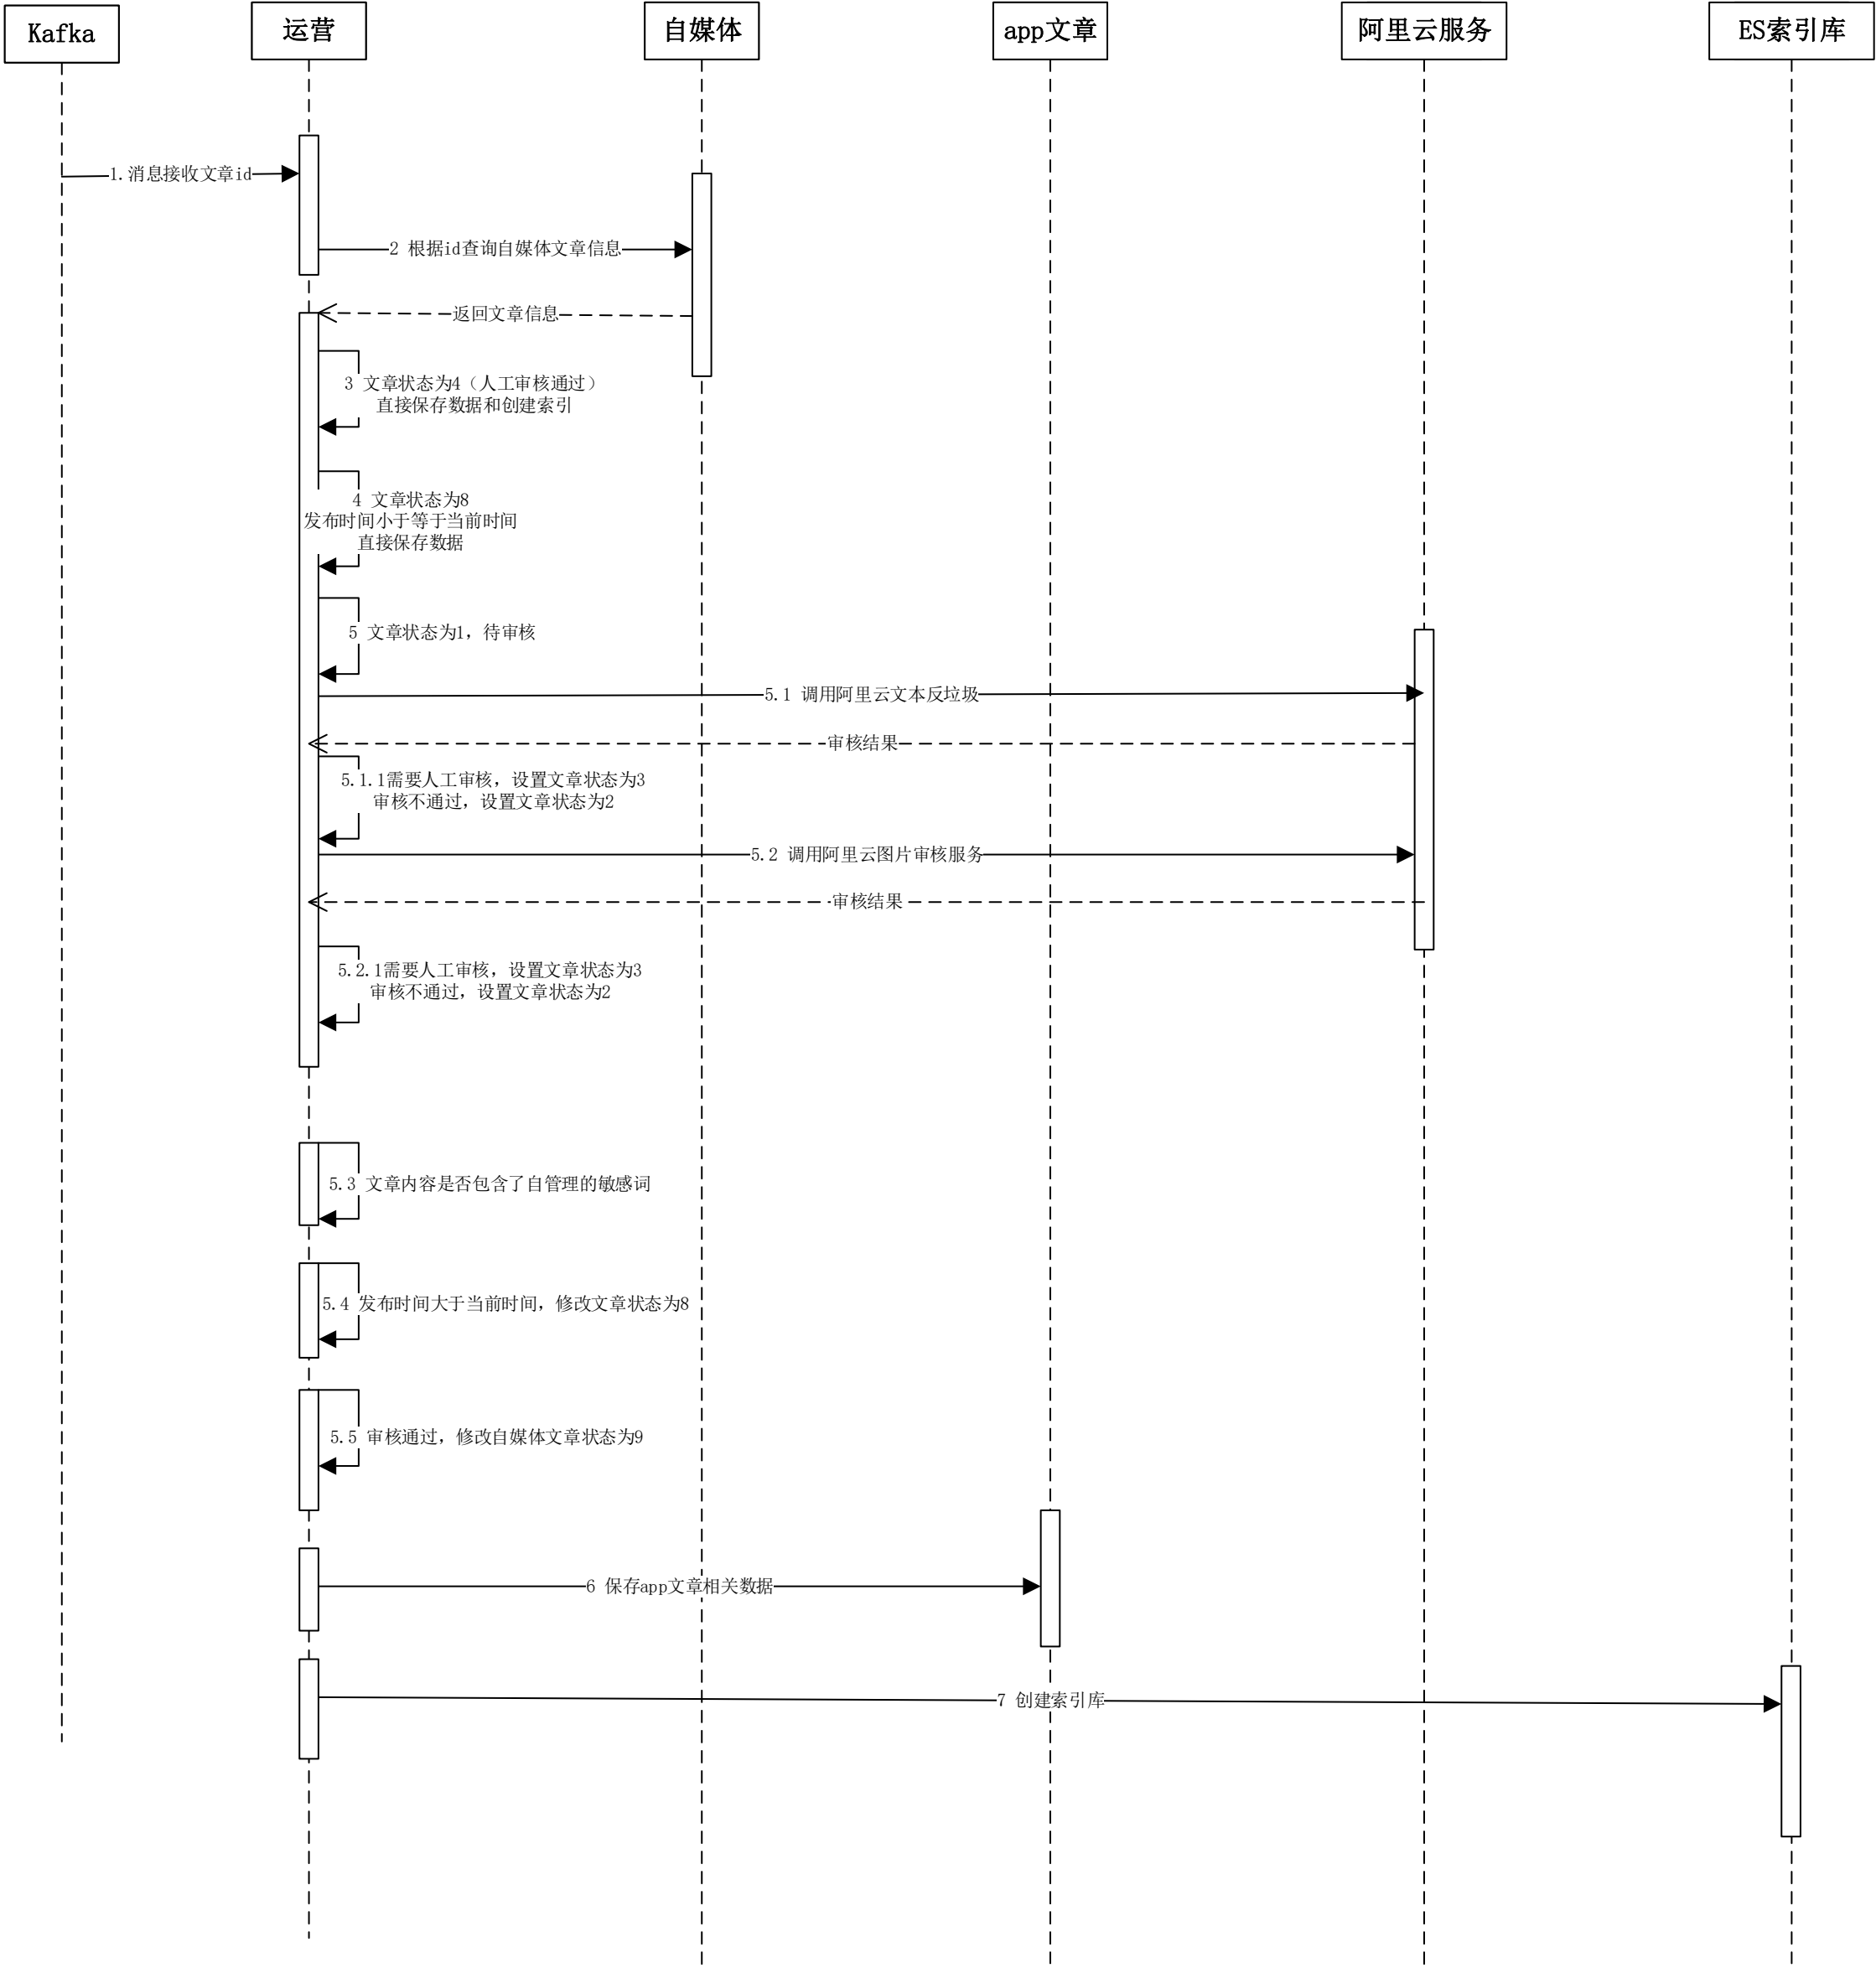 Kafka
运营
自媒体
app文章
阿里云服务
ES索引库
1.消息接收文章id
2 根据id查询自媒体文章信息
返回文章信息
3 文章状态为4（人工审核通过）
直接保存数据和创建索引
4 文章状态为8
发布时间小于等于当前时间
直接保存数据
5 文章状态为1，待审核
5.1 调用阿里云文本反垃圾
审核结果
5.1.1需要人工审核，设置文章状态为3
审核不通过，设置文章状态为2
5.2 调用阿里云图片审核服务
审核结果
5.2.1需要人工审核，设置文章状态为3
审核不通过，设置文章状态为2
5.3 文章内容是否包含了自管理的敏感词
5.4 发布时间大于当前时间，修改文章状态为8
5.5 审核通过，修改自媒体文章状态为9
6 保存app文章相关数据
7 创建索引库